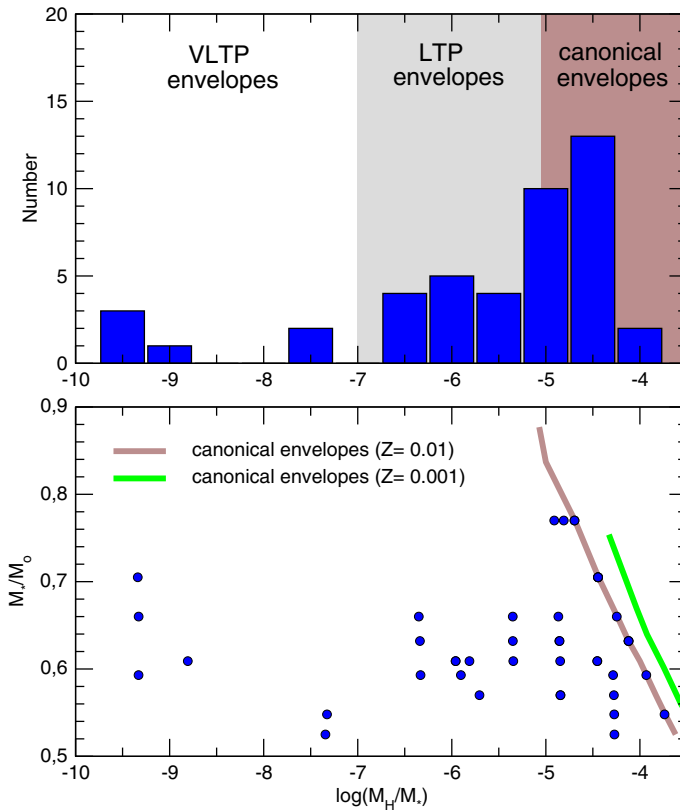 20
15
10
5
0
Number
VLTP
envelopes
LTP
envelopes
canonical
envelopes
-10 -9 -8 -7 -6 -5 -4
0,9
0,8
0,7
0,6
0,5
M*/Mo
canonical envelopes (Z= 0.01)
canonical envelopes (Z= 0.001)
-10 -9 -8 -7 -6 -5 -4
log(MH/M*)